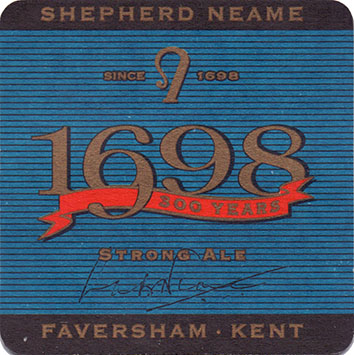 SHEPHERD NEAME
SINCE 1698
1698
300 YEARS
STRONG ALE
FAVERSHAM · KENT